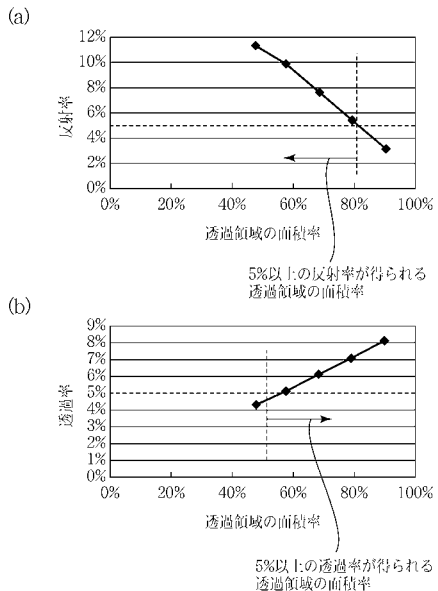 (a)
12%
10%
8%
6%
4%
2%
0%
反射率
0% 20% 40% 60% 80% 100%
透過領域の面積率
5%以上の反射率が得られる
透過領域の面積率
(b)
9%
8%
7%
6%
5%
4%
3%
2%
1%
0%
透過率
0% 20% 40% 60% 80% 100%
透過領域の面積率
5%以上の透過率が得られる
透過領域の面積率